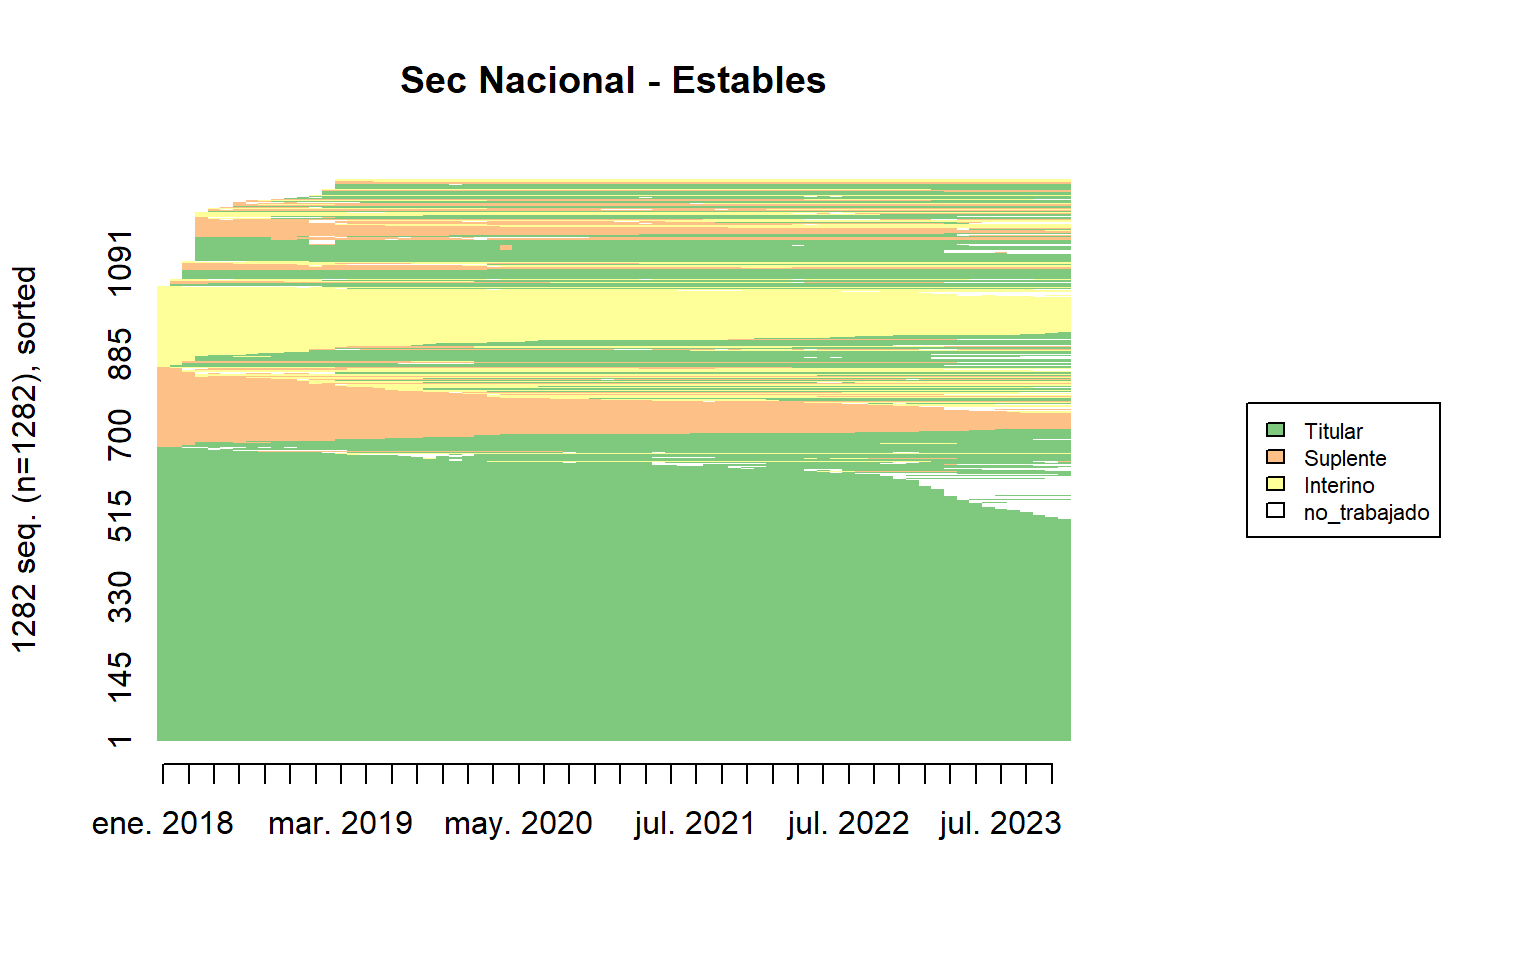 Sec Nacional - Estables
1282 seq. (n=1282), sorted
1091
885
700
515
330
145
1
ene. 2018
mar. 2019
may. 2020
jul. 2021
jul. 2022
jul. 2023
Titular
Suplente
Interino
no_trabajado